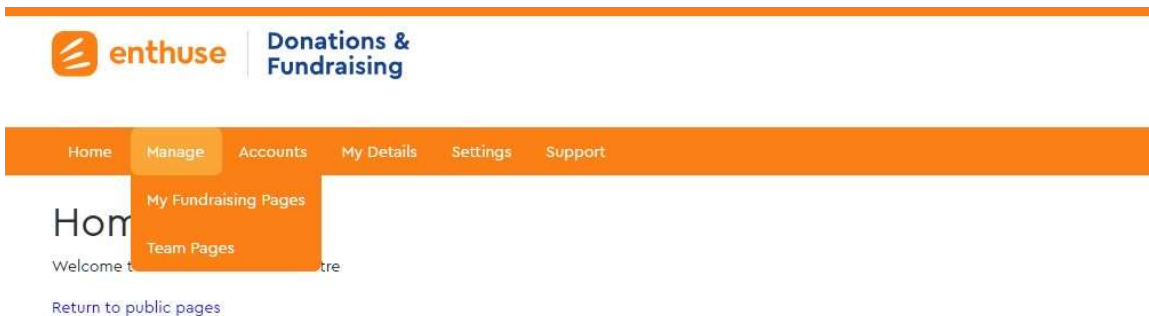 enthuse
Donations &
Fundraising
Home Manage Accounts My Details Settings Support
My Fundraising Pages
Team Pages
Hom
Welcome t tre
Return to public pages